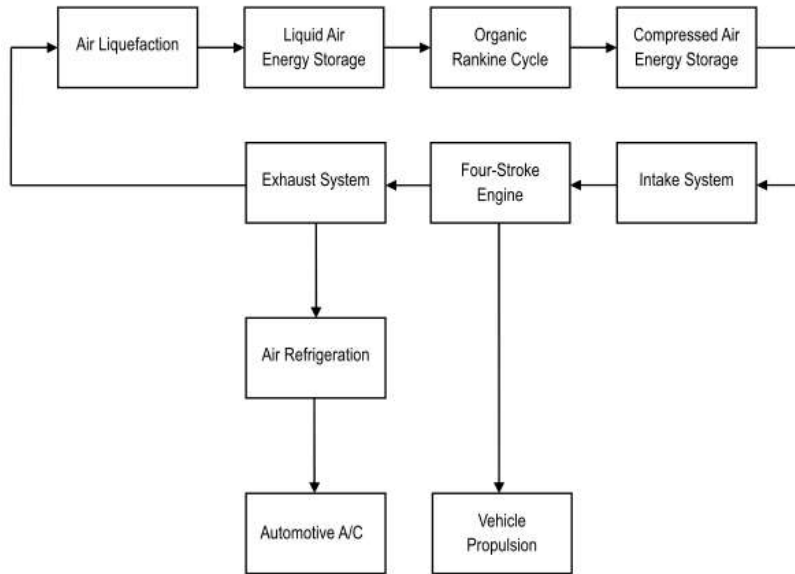 Air Liquefaction
Liquid Air
Energy Storage
Organic
Rankine Cycle
Compressed Air
Energy Storage
Exhaust System
Four-Stroke
Engine
Intake System
Air Refrigeration
Automotive A/C
Vehicle
Propulsion